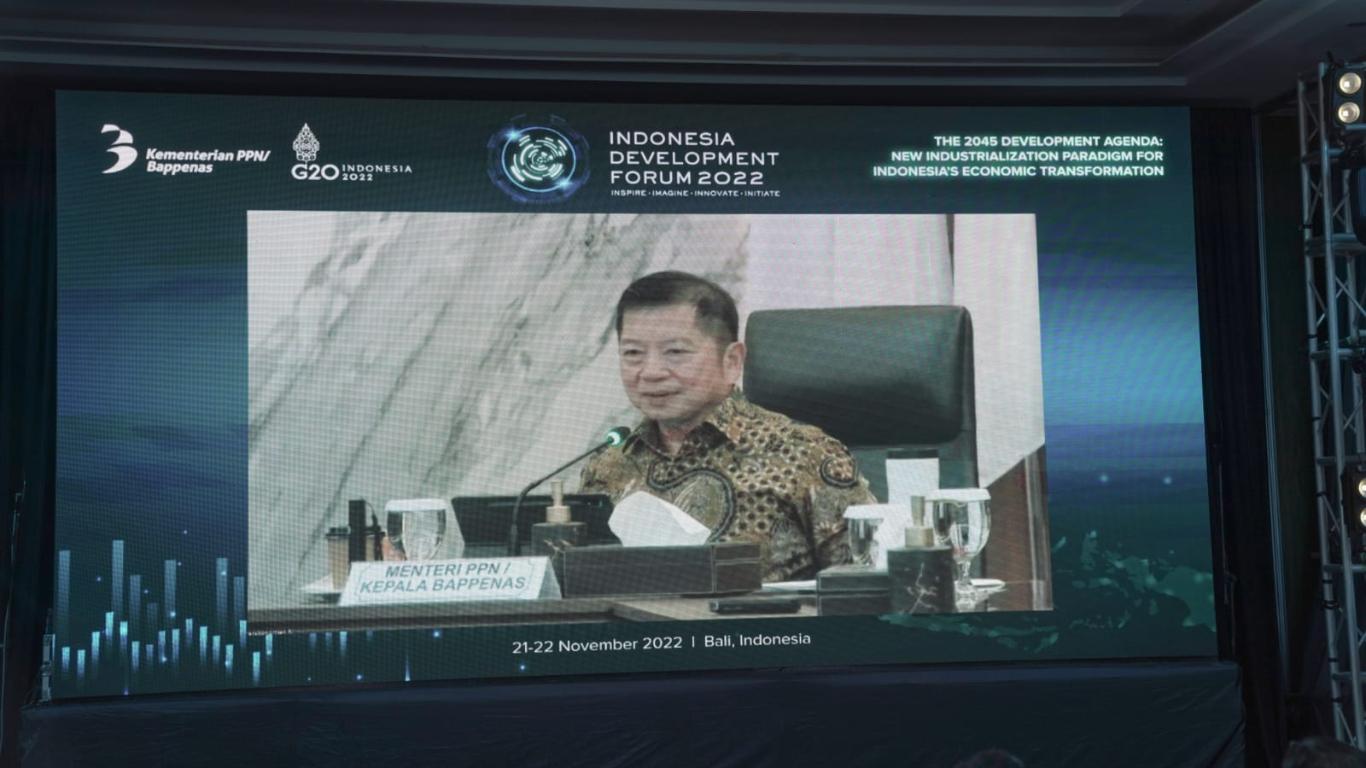 Kementerian PPN/
Bappenas
G20 INDONESIA
2022
INDONESIA
DEVELOPMENT
FORUM 2022
INSPIRE · IMAGINE · INNOVATE · INITIATE
THE 2045 DEVELOPMENT AGENDA:
NEW INDUSTRIALIZATION PARADIGM FOR
INDONESIA'S ECONOMIC TRANSFORMATION
MENTERI PPN /
KEPALA BAPPENAS
21-22 November 2022 | Bali, Indonesia